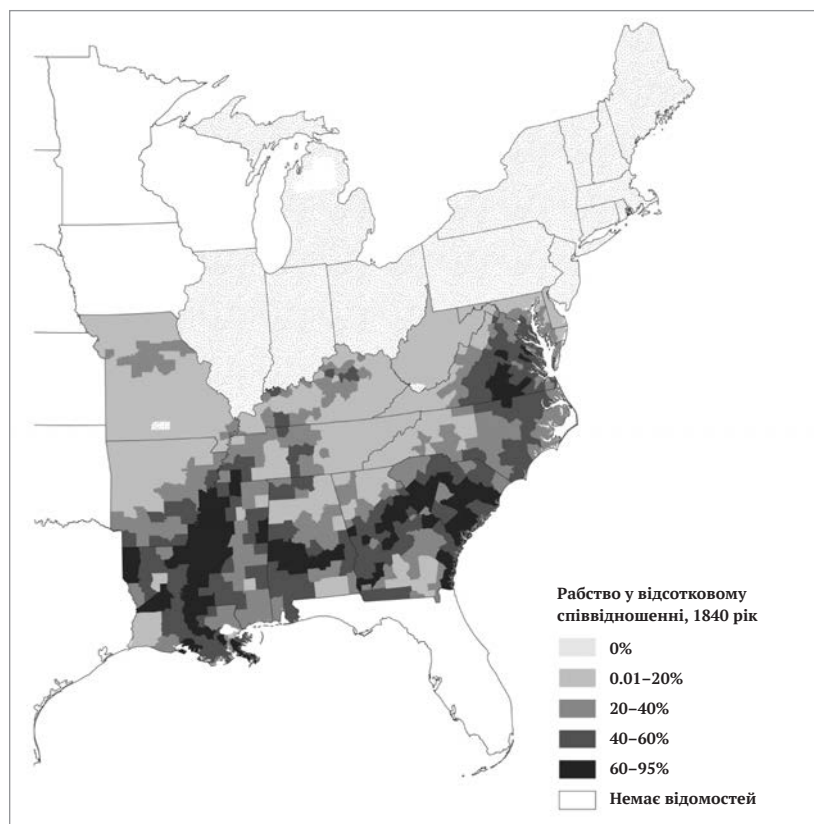 Рабство у відсотковому
співвідношенні, 1840 рік
0%
0.01–20%
20–40%
40–60%
60–95%
Немає відомостей